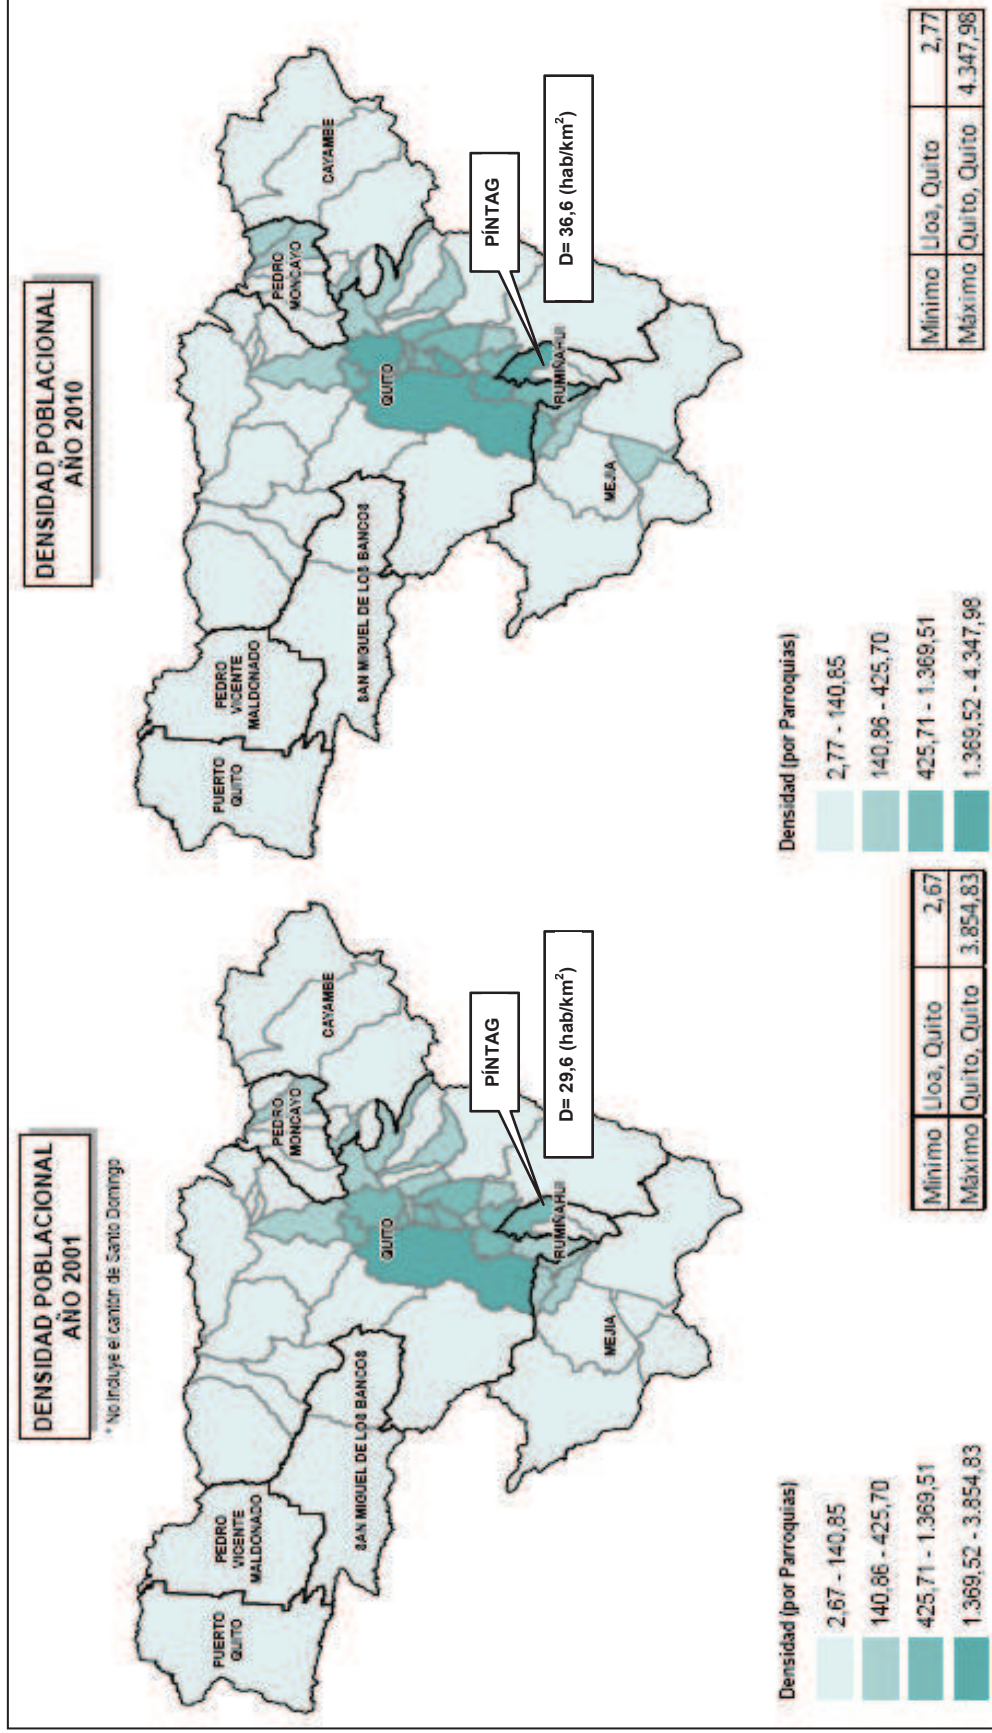 DENSIDAD POBLACIONAL
AÑO 2001
* No incluye el cantón de Santo Domingo
PUERTO
QUITO
PEDRO
VICENTE
MALDONADO
SAN MIGUEL DE LOS BANCOS
QUITO
PEDRO
MONCAYO
CAYAMBE
MEJIA
RUMIÑAHUI
PÍNTAG
D= 29,6 (hab/km²)
Densidad (por Parroquias)
2,67 - 140,85
140,86 - 425,70
425,71 - 1.369,51
1.369,52 - 3.854,83
Mínimo Lloa, Quito 2,67
Máximo Quito, Quito 3.854,83
DENSIDAD POBLACIONAL
AÑO 2010
PUERTO
QUITO
PEDRO
VICENTE
MALDONADO
SAN MIGUEL DE LOS BANCOS
QUITO
PEDRO
MONCAYO
CAYAMBE
MEJIA
RUMIÑAHUI
PÍNTAG
D= 36,6 (hab/km²)
Densidad (por Parroquias)
2,77 - 140,85
140,86 - 425,70
425,71 - 1.369,51
1.369,52 - 4.347,98
Mínimo Lloa, Quito 2,77
Máximo Quito, Quito 4.347,98